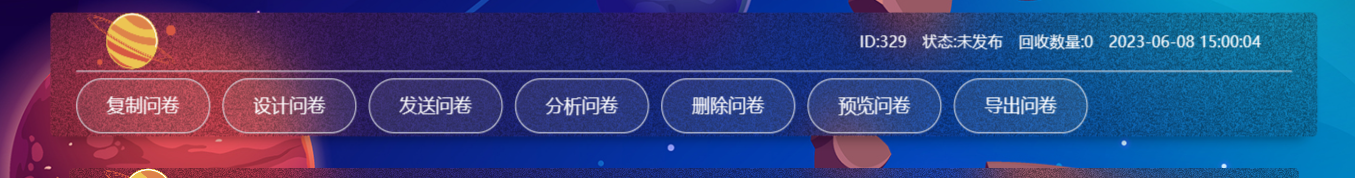 ID:329 状态:未发布 回收数量:0 2023-06-08 15:00:04
复制问卷 设计问卷 发送问卷 分析问卷 删除问卷 预览问卷 导出问卷